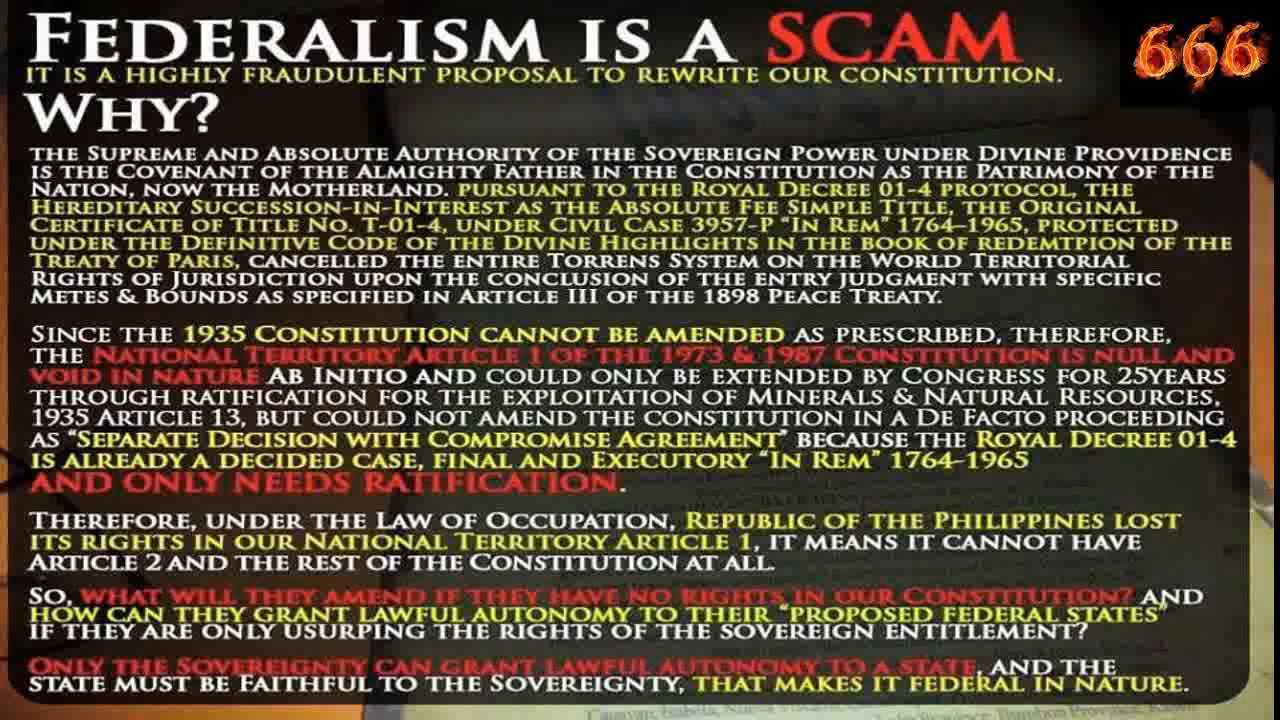 FEDERALISM IS A SCAM
666
IT IS A HIGHLY FRAUDULENT PROPOSAL TO REWRITE OUR CONSTITUTION.
WHY?
THE SUPREME AND ABSOLUTE AUTHORITY OF THE SOVEREIGN POWER UNDER DIVINE PROVIDENCE
IS THE COVENANT OF THE ALMIGHTY FATHER IN THE CONSTITUTION AS THE PATRIMONY OF THE
NATION, NOW THE MOTHERLAND. PURSUANT TO THE ROYAL DECREE 01-4 PROTOCOL, THE
HEREDITARY SUCCESSION-IN-INTEREST AS THE ABSOLUTE FEE SIMPLE TITLE, THE ORIGINAL
CERTIFICATE OF TITLE NO. T-01-4, UNDER CIVIL CASE 3957-P "IN REM" 1764-1965, PROTECTED
UNDER THE DEFINITIVE CODE OF THE DIVINE HIGHLIGHTS IN THE BOOK OF REDEMTPION OF THE
TREATY OF PARIS, CANCELLED THE ENTIRE TORRENS SYSTEM ON THE WORLD TERRITORIAL
RIGHTS OF JURISDICTION UPON THE CONCLUSION OF THE ENTRY JUDGMENT WITH SPECIFIC
METES & BOUNDS AS SPECIFIED IN ARTICLE III OF THE 1898 PEACE TREATY.
SINCE THE 1935 CONSTITUTION CANNOT BE AMENDED AS PRESCRIBED, THEREFORE,
THE NATIONAL TERRITORY ARTICLE 1 OF THE 1973 & 1987 CONSTITUTION IS NULL AND
VOID IN NATURE AB INITIO AND COULD ONLY BE EXTENDED BY CONGRESS FOR 25YEARS
THROUGH RATIFICATION FOR THE EXPLOITATION OF MINERALS & NATURAL RESOURCES,
1935 ARTICLE 13, BUT COULD NOT AMEND THE CONSTITUTION IN A DE FACTO PROCEEDING
AS "SEPARATE DECISION WITH COMPROMISE AGREEMENT" BECAUSE THE ROYAL DECREE 01-4
IS ALREADY A DECIDED CASE, FINAL AND EXECUTORY "IN REM" 1764-1965
AND ONLY NEEDS RATIFICATION.
THEREFORE, UNDER THE LAW OF OCCUPATION, REPUBLIC OF THE PHILIPPINES LOST
ITS RIGHTS IN OUR NATIONAL TERRITORY ARTICLE 1, IT MEANS IT CANNOT HAVE
ARTICLE 2 AND THE REST OF THE CONSTITUTION AT ALL.
SO, WHAT WILL THEY AMEND IF THEY HAVE NO RIGHTS IN OUR CONSTITUTION? AND
HOW CAN THEY GRANT LAWFUL AUTONOMY TO THEIR "PROPOSED FEDERAL STATES"
IF THEY ARE ONLY USURPING THE RIGHTS OF THE SOVEREIGN ENTITLEMENT?
ONLY THE SOVEREIGNTY CAN GRANT LAWFUL AUTONOMY TO A STATE, AND THE
STATE MUST BE FAITHFUL TO THE SOVEREIGNTY, THAT MAKES IT FEDERAL IN NATURE.